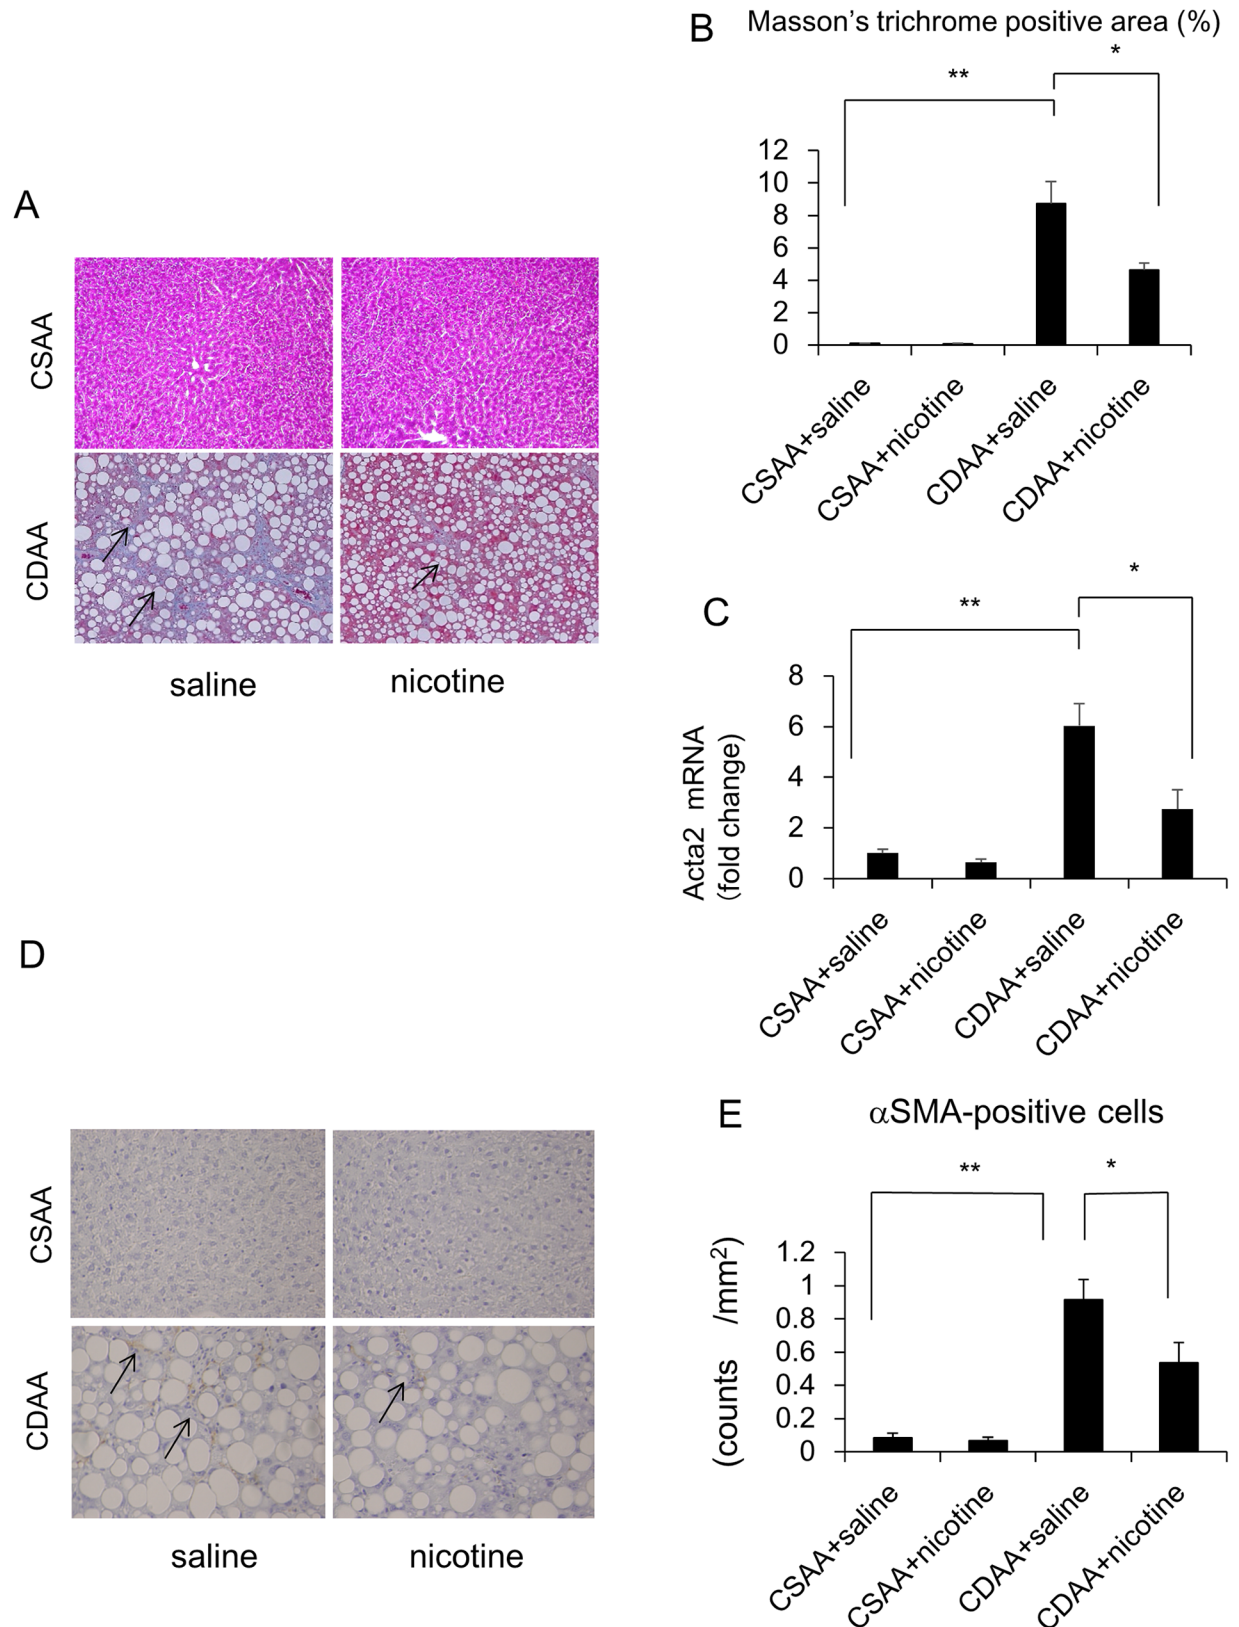 A
CSAA
CDAA
saline
nicotine
B
Masson’s trichrome positive area (%)
**
*
12
10
8
6
4
2
0
CSAA+saline
CSAA+nicotine
CDAA+saline
CDAA+nicotine
C
**
*
Acta2 mRNA
(fold change)
8
6
4
2
0
CSAA+saline
CSAA+nicotine
CDAA+saline
CDAA+nicotine
D
CSAA
CDAA
saline
nicotine
E
αSMA-positive cells
**
*
(counts /mm²)
1.2
1
0.8
0.6
0.4
0.2
0
CSAA+saline
CSAA+nicotine
CDAA+saline
CDAA+nicotine